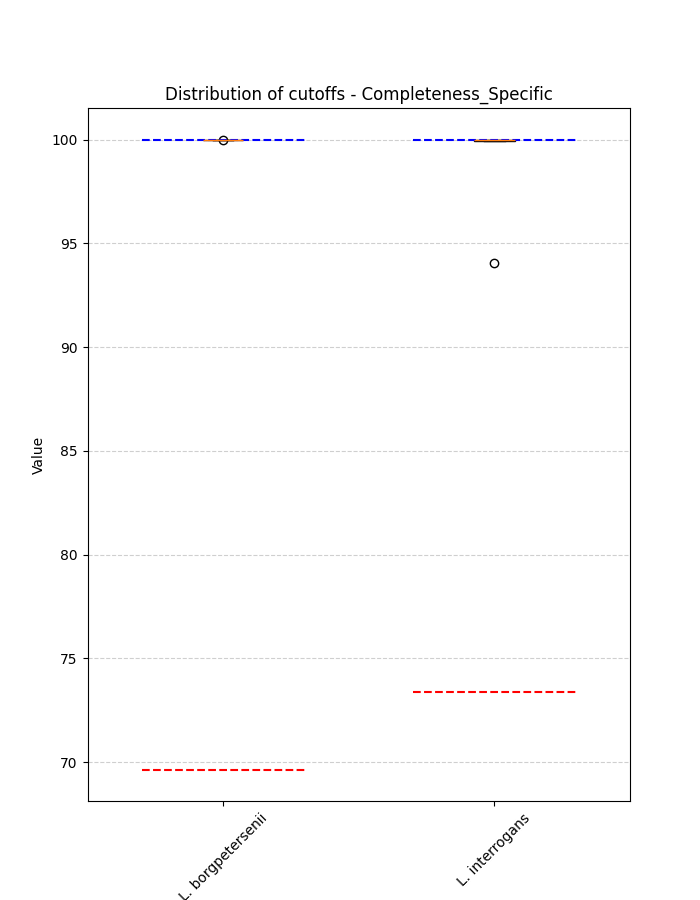 Distribution of cutoffs - Completeness_Specific
100
95
90
85
80
75
70
Value
L. borgpetersenii
L. interrogans